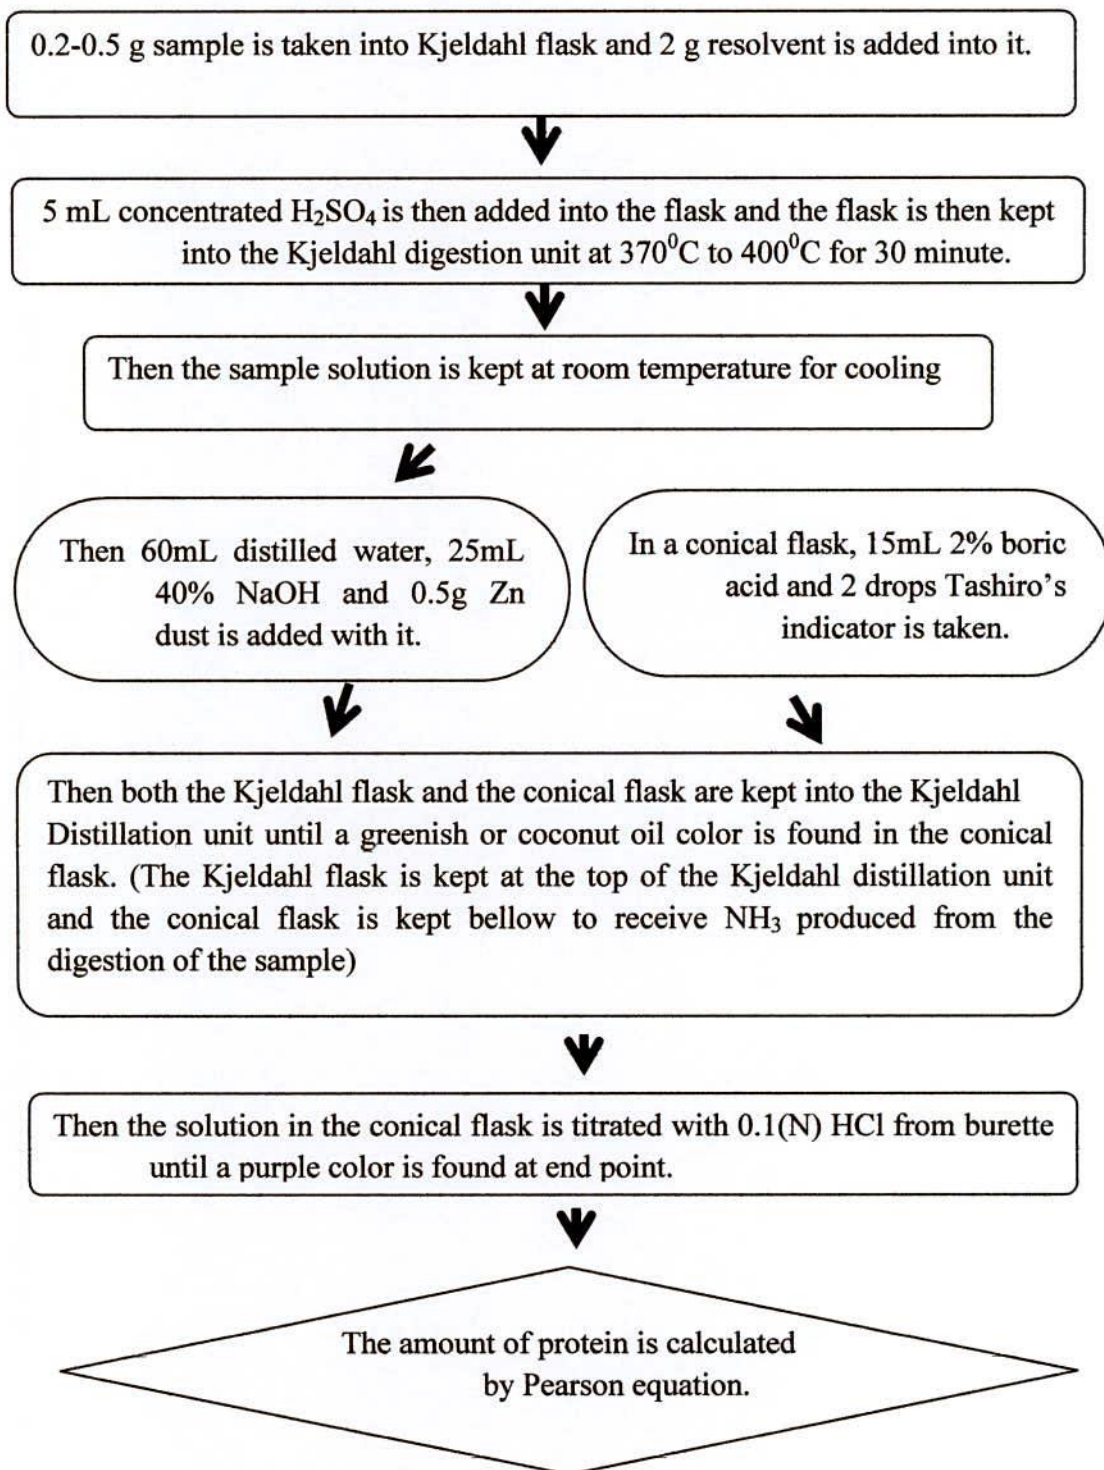 0.2-0.5 g sample is taken into Kjeldahl flask and 2 g resolvent is added into it.
5 mL concentrated H₂SO₄ is then added into the flask and the flask is then kept
into the Kjeldahl digestion unit at 370⁰C to 400⁰C for 30 minute.
Then the sample solution is kept at room temperature for cooling
Then 60mL distilled water, 25mL
40% NaOH and 0.5g Zn
dust is added with it.
In a conical flask, 15mL 2% boric
acid and 2 drops Tashiro’s
indicator is taken.
Then both the Kjeldahl flask and the conical flask are kept into the Kjeldahl
Distillation unit until a greenish or coconut oil color is found in the conical
flask. (The Kjeldahl flask is kept at the top of the Kjeldahl distillation unit
and the conical flask is kept bellow to receive NH₃ produced from the
digestion of the sample)
Then the solution in the conical flask is titrated with 0.1(N) HCl from burette
until a purple color is found at end point.
The amount of protein is calculated
by Pearson equation.